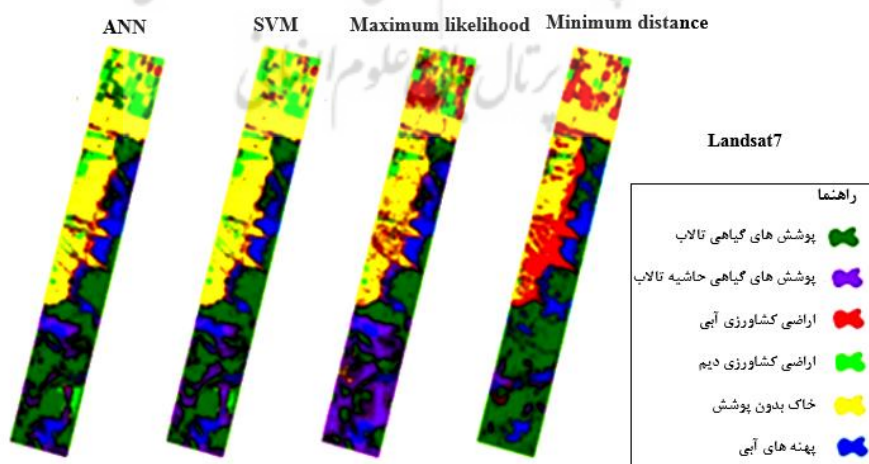 ANN
SVM
Maximum likelihood
Minimum distance
Landsat7
راهنما
پوشش های گیاهی تالاب
پوشش های گیاهی حاشیه تالاب
اراضی کشاورزی آبی
اراضی کشاورزی دیم
خاک بدون پوشش
پهنه های آبی